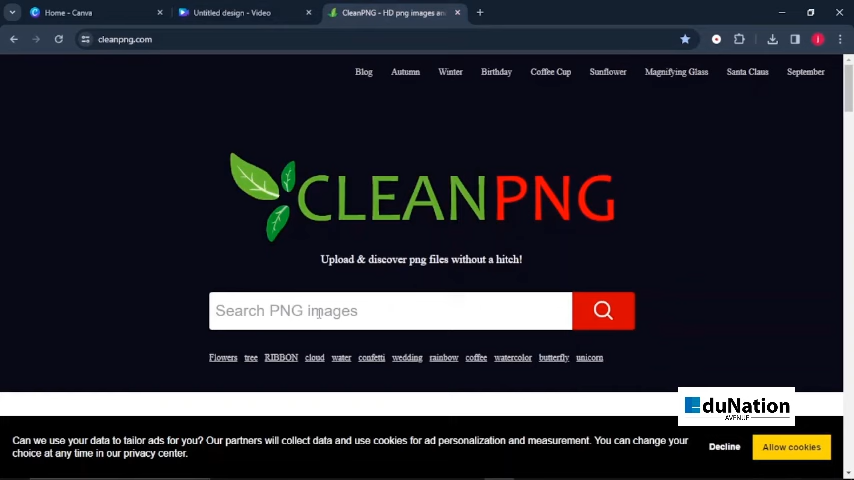 Home - Canva
Untitled design - Video
CleanPNG - HD png images an
cleanpng.com
Blog Autumn Winter Birthday Coffee Cup Sunflower Magnifying Glass Santa Claus September
CLEANPNG
Upload & discover png files without a hitch!
Search PNG images
Flowers tree RIBBON cloud water confetti wedding rainbow coffee watercolor butterfly unicorn
EduNation
AVENUE
Can we use your data to tailor ads for you? Our partners will collect data and use cookies for ad personalization and measurement. You can change
choice at any time in our privacy center.
Decline
Allow cookies